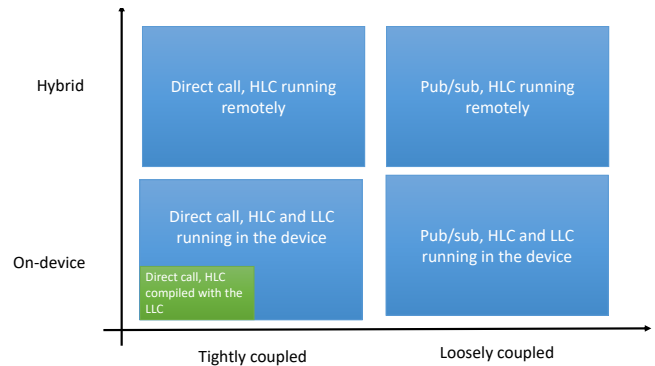 Hybrid
Direct call, HLC running
remotely
Pub/sub, HLC running
remotely
On-device
Direct call, HLC and LLC
running in the device
Direct call, HLC
compiled with the
LLC
Pub/sub, HLC and LLC
running in the device
Tightly coupled
Loosely coupled